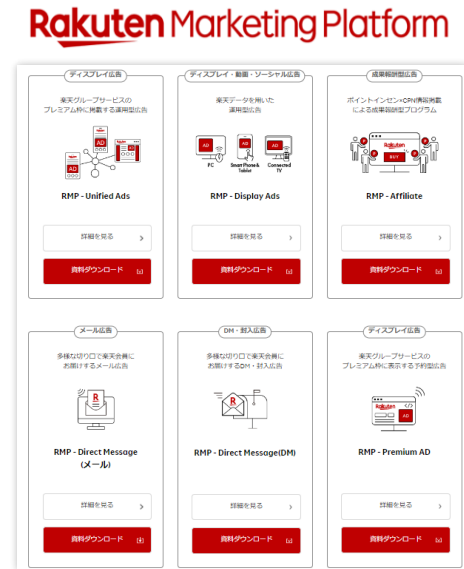 Rakuten Marketing Platform
ディスプレイ広告
楽天グループサービスの
プレミアム枠に掲載する運用型広告
AD
AD
AD
RMP - Unified Ads
詳細を見る
資料ダウンロード
ディスプレイ・動画・ソーシャル広告
楽天データを用いた
運用型広告
AD
AD
AD
PC
Smart Phone&
Tablet
Connected
TV
RMP - Display Ads
詳細を見る
資料ダウンロード
成果報酬型広告
ポイントインセン×CPN情報掲載
による成果報酬型プログラム
Rakuten
BUY
P
P
P
P
RMP - Affiliate
詳細を見る
資料ダウンロード
メール広告
多様な切り口で楽天会員に
お届けするメール広告
R
RMP - Direct Message
(メール)
詳細を見る
資料ダウンロード
DM・封入広告
多様な切り口で楽天会員に
お届けするDM・封入広告
R
RMP - Direct Message(DM)
詳細を見る
資料ダウンロード
ディスプレイ広告
楽天グループサービスの
プレミアム枠に表示する予約型広告
Rakuten
</>
AD
RMP - Premium AD
詳細を見る
資料ダウンロード